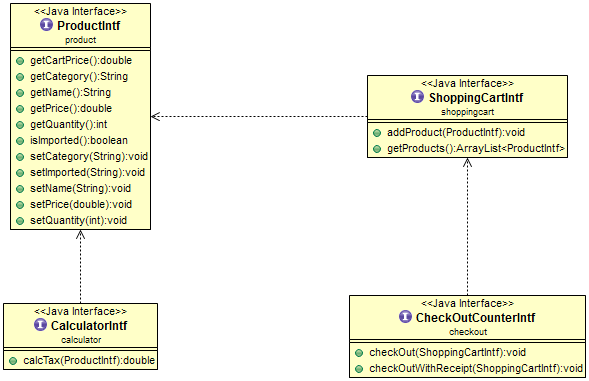 <<Java Interface>>
ProductIntf
product
getCartPrice():double
getCategory():String
getName():String
getPrice():double
getQuantity():int
isImported():boolean
setCategory(String):void
setImported(String):void
setName(String):void
setPrice(double):void
setQuantity(int):void
<<Java Interface>>
ShoppingCartIntf
shoppingcart
addProduct(ProductIntf):void
getProducts():ArrayList<ProductIntf>
<<Java Interface>>
CalculatorIntf
calculator
calcTax(ProductIntf):double
<<Java Interface>>
CheckOutCounterIntf
checkout
checkOut(ShoppingCartIntf):void
checkOutWithReceipt(ShoppingCartIntf):void